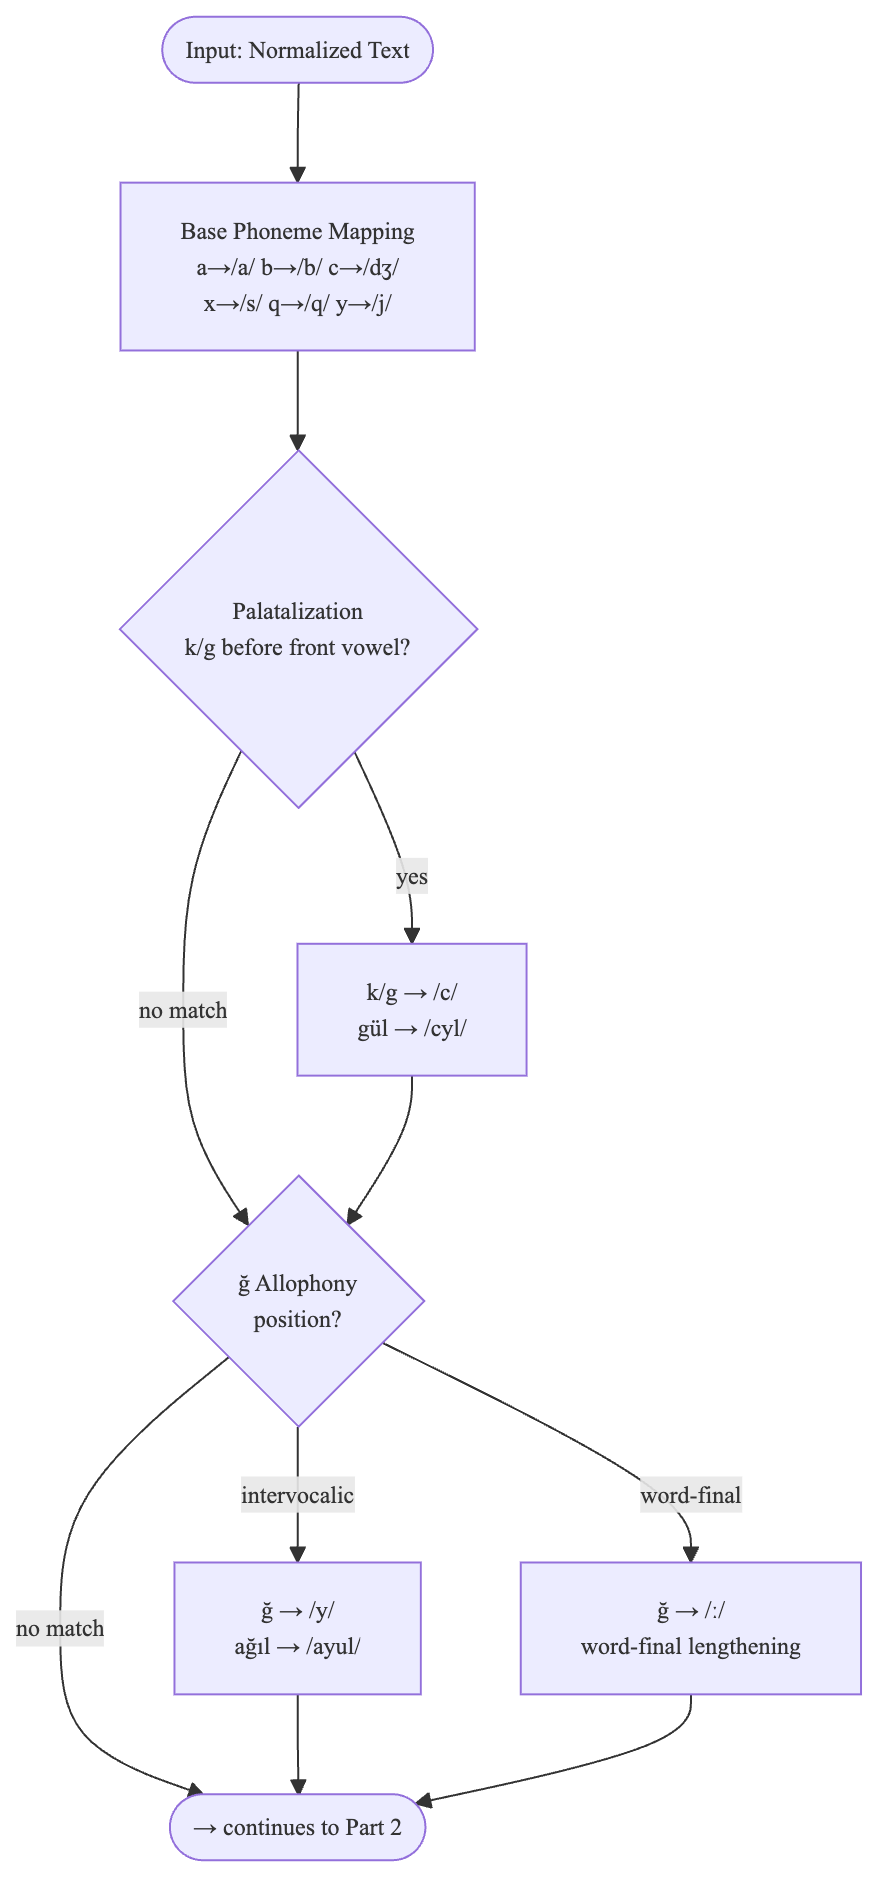 Input: Normalized Text
Base Phoneme Mapping
a→/a/ b→/b/ c→/dʒ/
x→/s/ q→/q/ y→/j/
Palatalization
k/g before front vowel?
yes
no match
k/g → /c/
gül → /cyl/
ğ Allophony
position?
intervocalic
word-final
no match
ğ → /y/
ağıl → /ayul/
ğ → /ː/
word-final lengthening
→ continues to Part 2